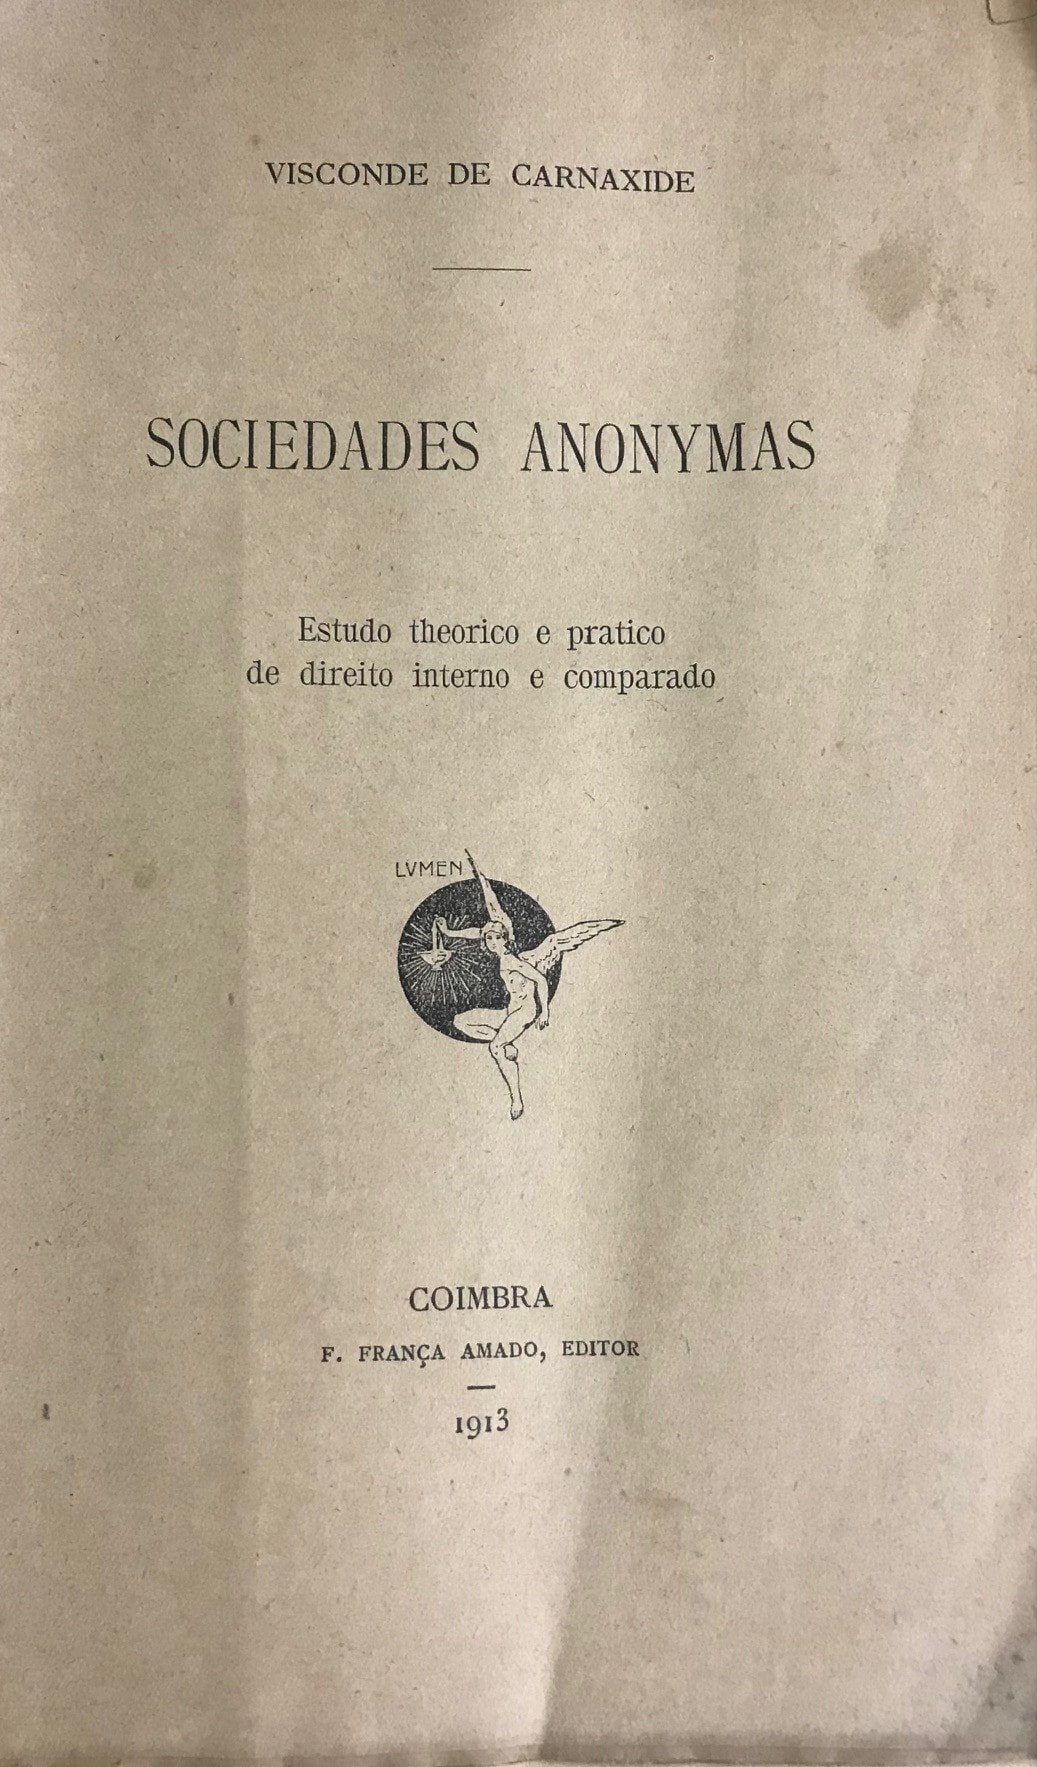 VISCONDE DE CARNAXIDE
SOCIEDADES ANONYMAS
Estudo theorico e pratico
de direito interno e comparado
LVMEN
COIMBRA
F. FRANÇA AMADO, EDITOR
1913